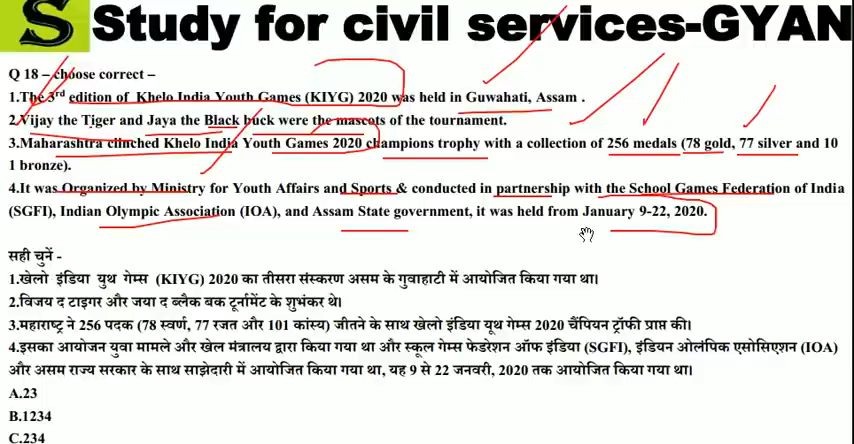 S Study for civil services-GYAN
Q 18 – choose correct –
1.The 3rd edition of Khelo India Youth Games (KIYG) 2020 was held in Guwahati, Assam .
2.Vijay the Tiger and Jaya the Black buck were the mascots of the tournament.
3.Maharashtra clinched Khelo India Youth Games 2020 champions trophy with a collection of 256 medals (78 gold, 77 silver and 10
1 bronze).
4.It was Organized by Ministry for Youth Affairs and Sports & conducted in partnership with the School Games Federation of India
(SGFI), Indian Olympic Association (IOA), and Assam State government, it was held from January 9-22, 2020.
सही चुनें -
1.खेलो इंडिया युथ गेम्स (KIYG) 2020 का तीसरा संस्करण असम के गुवाहाटी में आयोजित किया गया था।
2.विजय द टाइगर और जया द ब्लैक बक टूर्नामेंट के शुभंकर थे।
3.महाराष्ट्र ने 256 पदक (78 स्वर्ण, 77 रजत और 101 कांस्य) जीतने के साथ खेलो इंडिया यूथ गेम्स 2020 चैंपियन ट्रॉफी प्राप्त की।
4.इसका आयोजन युवा मामले और खेल मंत्रालय द्वारा किया गया था और स्कूल गेम्स फेडरेशन ऑफ इंडिया (SGFI), इंडियन ओलंपिक एसोसिएशन (IOA)
और असम राज्य सरकार के साथ साझेदारी में आयोजित किया गया था, यह 9 से 22 जनवरी, 2020 तक आयोजित किया गया था।
A.23
B.1234
C.234